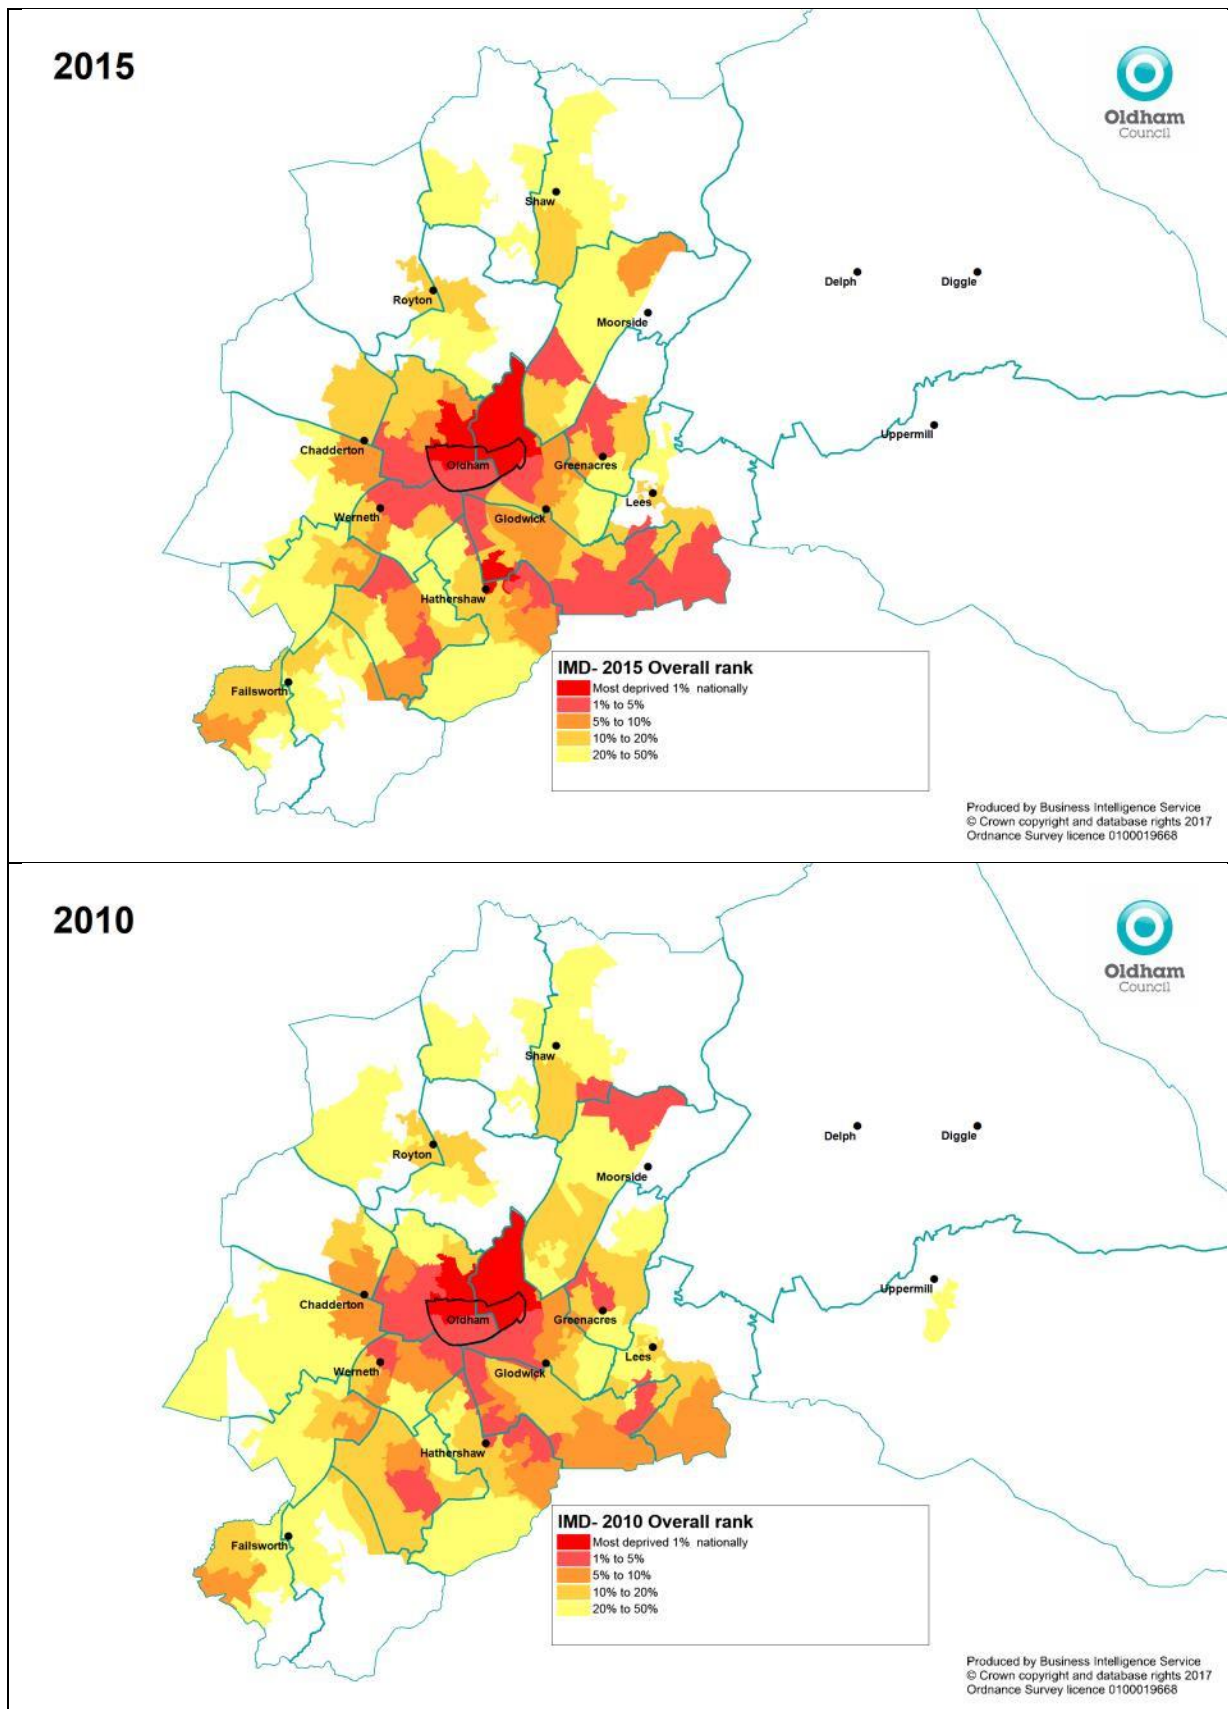 2015
Oldham
Council
Shaw
Delph
Diggle
Royton
Moorside
Uppermill
Chadderton
Oldham
Greenacres
Lees
Werneth
Glodwick
Hathershaw
Failsworth
IMD- 2015 Overall rank
Most deprived 1% nationally
1% to 5%
5% to 10%
10% to 20%
20% to 50%
Produced by Business Intelligence Service
© Crown copyright and database rights 2017
Ordnance Survey licence 0100019668
2010
Oldham
Council
Shaw
Delph
Diggle
Royton
Moorside
Uppermill
Chadderton
Oldham
Greenacres
Lees
Werneth
Glodwick
Hathershaw
Failsworth
IMD- 2010 Overall rank
Most deprived 1% nationally
1% to 5%
5% to 10%
10% to 20%
20% to 50%
Produced by Business Intelligence Service
© Crown copyright and database rights 2017
Ordnance Survey licence 0100019668